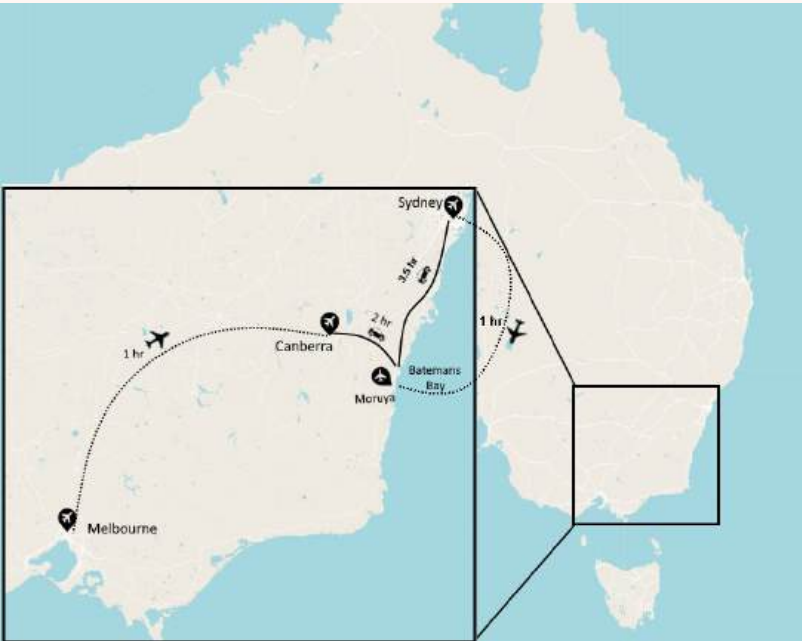 Sydney
3.5 hr
2 hr
1 hr
1 hr
Canberra
Batemans
Bay
Moruya
Melbourne